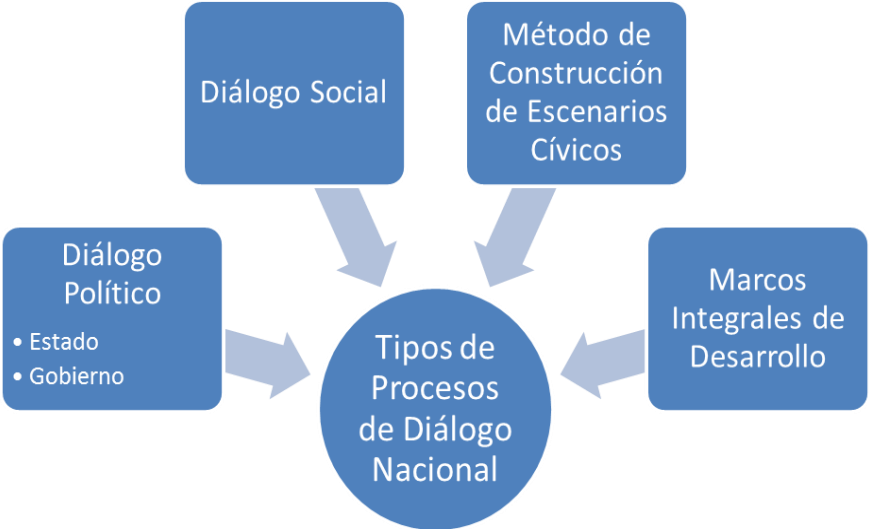 Diálogo Social
Método de
Construcción
de Escenarios
Cívicos
Diálogo
Político
• Estado
• Gobierno
Marcos
Integrales de
Desarrollo
Tipos de
Procesos
de Diálogo
Nacional